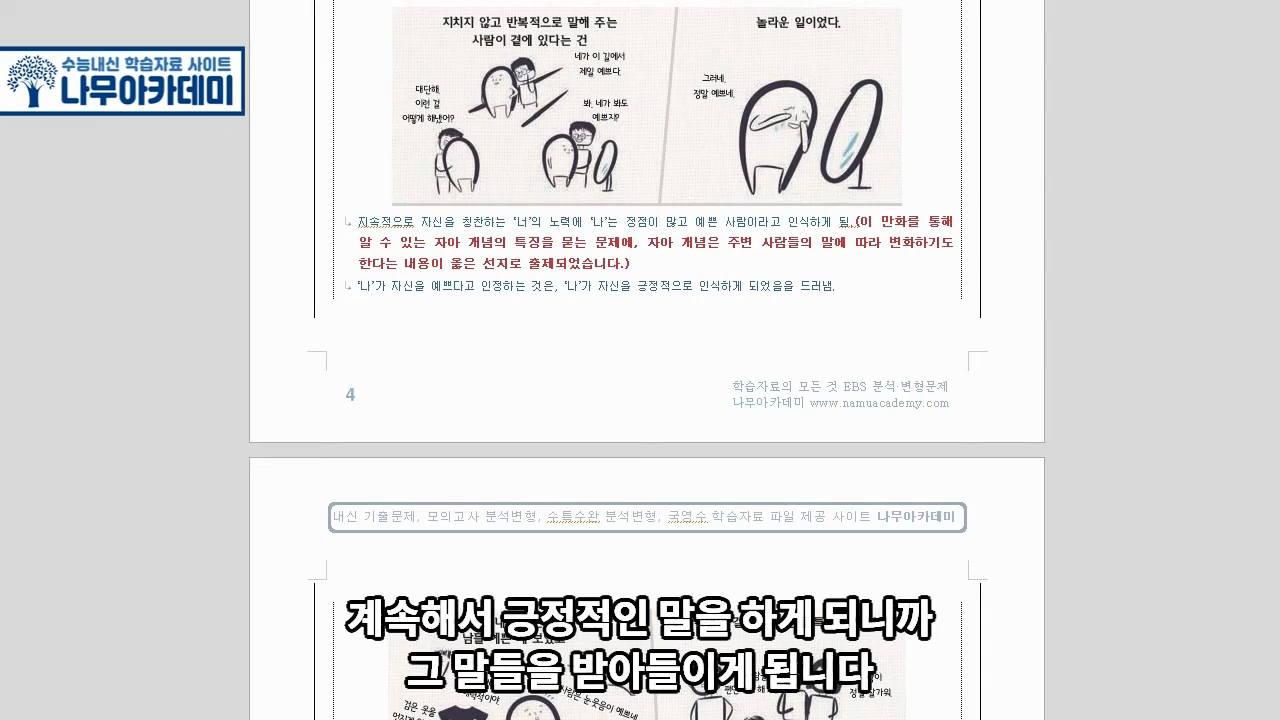 수능내신 학습자료 사이트
나무아카데미
지치지 않고 반복적으로 말해 주는
사람이 곁에 있다는 건
네가 이 길에서
제일 예쁘다.
대단해.
이런 걸
어떻게 해냈어?
봐, 네가 봐도
예쁘지?
놀라운 일이었다.
그러네.
정말 예쁘네.
지속적으로 자신을 칭찬하는 '너'의 노력에 '나'는 장점이 많고 예쁜 사람이라고 인식하게 됨.(이 만화를 통해
알 수 있는 자아 개념의 특징을 묻는 문제에, 자아 개념은 주변 사람들의 말에 따라 변화하기도
한다는 내용이 옳은 선지로 출제되었습니다.)
'나'가 자신을 예쁘다고 인정하는 것은, '나'가 자신을 긍정적으로 인식하게 되었음을 드러냄.
4
학습자료의 모든 것 EBS 분석·변형문제
나무아카데미 www.namuacademy.com
내신 기출문제, 모의고사 분석변형, 수특수완 분석변형, 국영수 학습자료 파일 제공 사이트 나무아카데미
계속해서 긍정적인 말을 하게 되니까
그 말들을 받아들이게 됩니다
검은 옷을